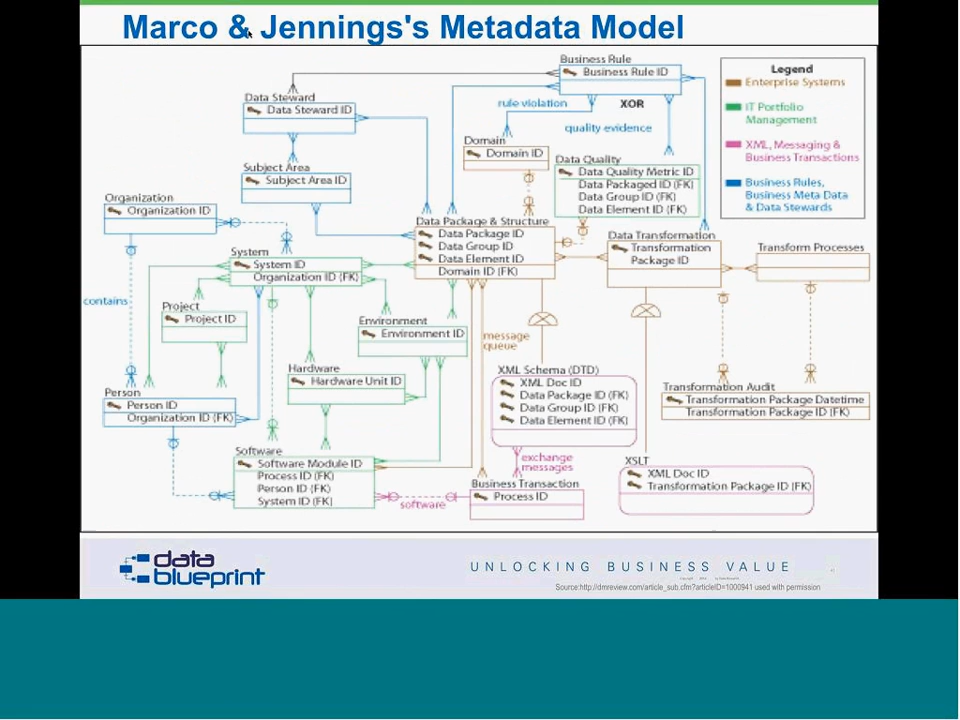 Marco & Jennings's Metadata Model
Business Rule
Business Rule ID
Legend
Enterprise Systems
IT Portfolio
Management
XML, Messaging &
Business Transactions
Business Rules,
Business Meta Data
& Data Stewards
Data Steward
Data Steward ID
rule violation
XOR
quality evidence
Domain
Domain ID
Data Quality
Data Quality Metric ID
Data Packaged ID (FK)
Data Group ID (FK)
Data Element ID (FK)
Subject Area
Subject Area ID
Organization
Organization ID
Data Package & Structure
Data Package ID
Data Group ID
Data Element ID
Domain ID (FK)
Data Transformation
Transformation
Package ID
Transform Processes
System
System ID
Organization ID (FK)
contains
Project
Project ID
Environment
Environment ID
message
queue
Hardware
Hardware Unit ID
XML Schema (DTD)
XML Doc ID
Data Package ID (FK)
Data Group ID (FK)
Data Element ID (FK)
Transformation Audit
Transformation Package Datetime
Transformation Package ID (FK)
Person
Person ID
Organization ID (FK)
Software
Software Module ID
Process ID (FK)
Person ID (FK)
System ID (FK)
exchange
messages
software
Business Transaction
Process ID
XSLT
XML Doc ID
Transformation Package ID (FK)
data
blueprint
UNLOCKING BUSINESS VALUE
Source:http://dmreview.com/article_sub.cfm?articleID=1000941 used with permission